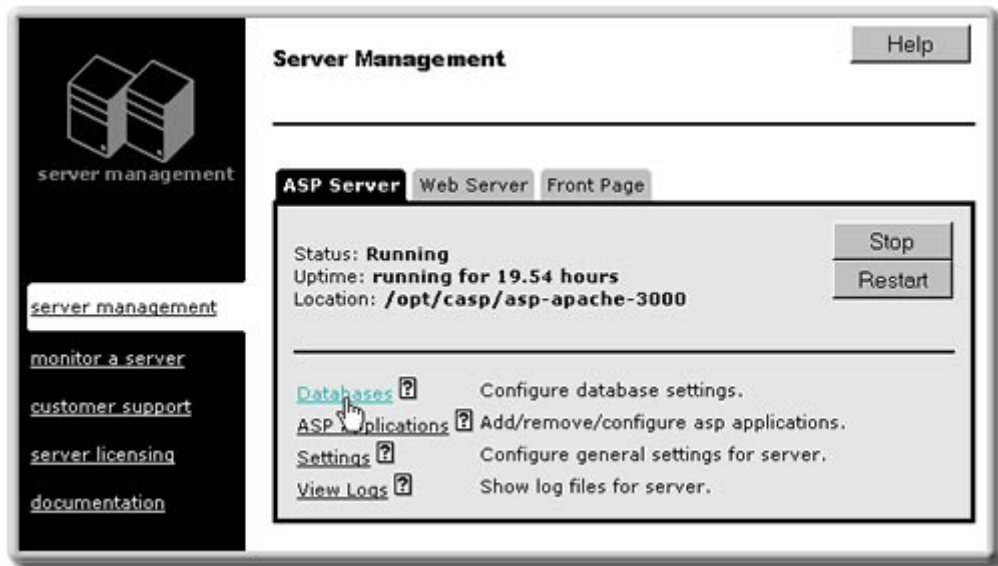 Server Management
Help
server management
ASP Server Web Server Front Page
Status: Running
Uptime: running for 19.54 hours
Location: /opt/casp/asp-apache-3000
Stop
Restart
server management
monitor a server
customer support
server licensing
documentation
Databases ? Configure database settings.
ASP Applications ? Add/remove/configure asp applications.
Settings ? Configure general settings for server.
View Logs ? Show log files for server.